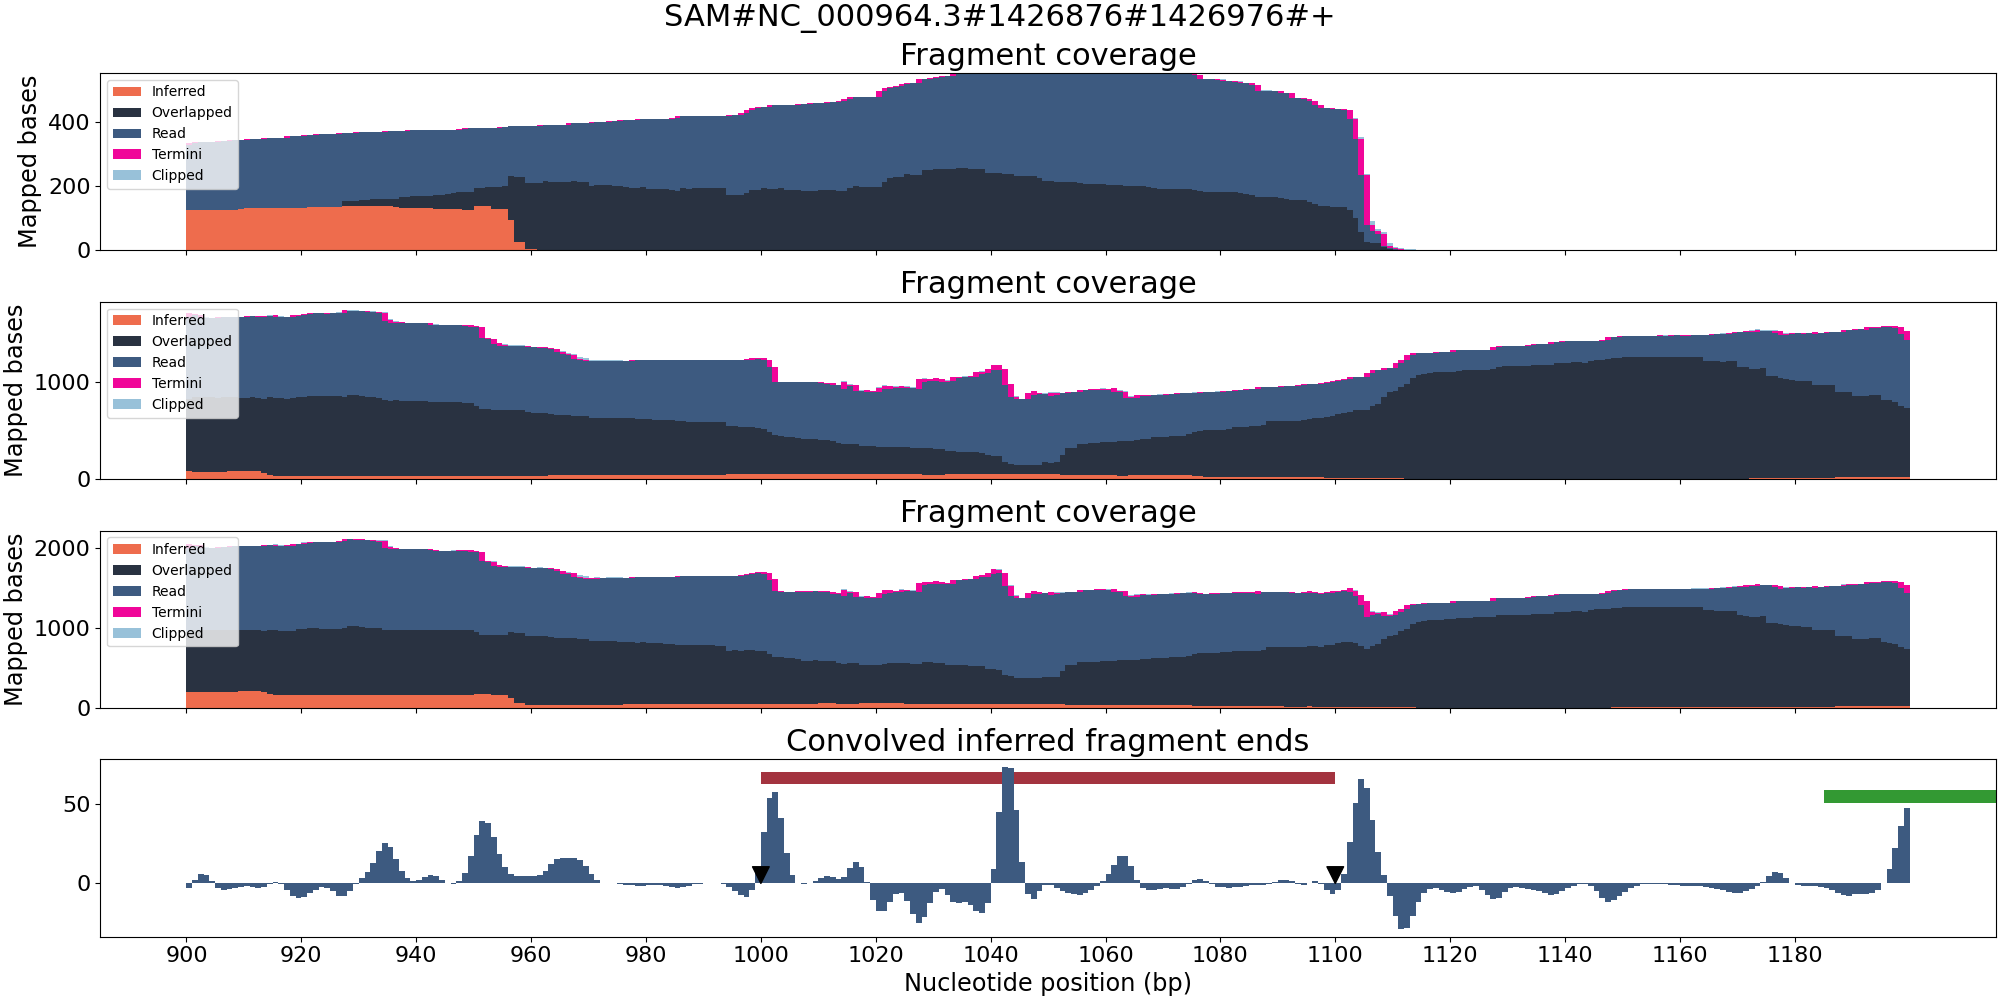 SAM#NC_000964.3#1426876#1426976#+
Fragment coverage
Mapped bases
400
200
0
Inferred
Overlapped
Read
Termini
Clipped
Fragment coverage
Mapped bases
1000
0
Inferred
Overlapped
Read
Termini
Clipped
Fragment coverage
Mapped bases
2000
1000
0
Inferred
Overlapped
Read
Termini
Clipped
Convolved inferred fragment ends
50
0
900 920 940 960 980 1000 1020 1040 1060 1080 1100 1120 1140 1160 1180
Nucleotide position (bp)